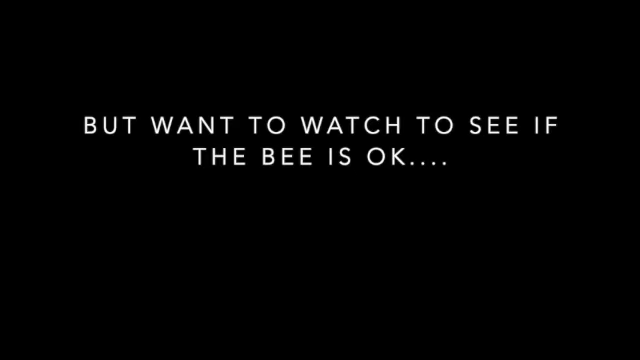 BUT WANT TO WATCH TO SEE IF
THE BEE IS OK....